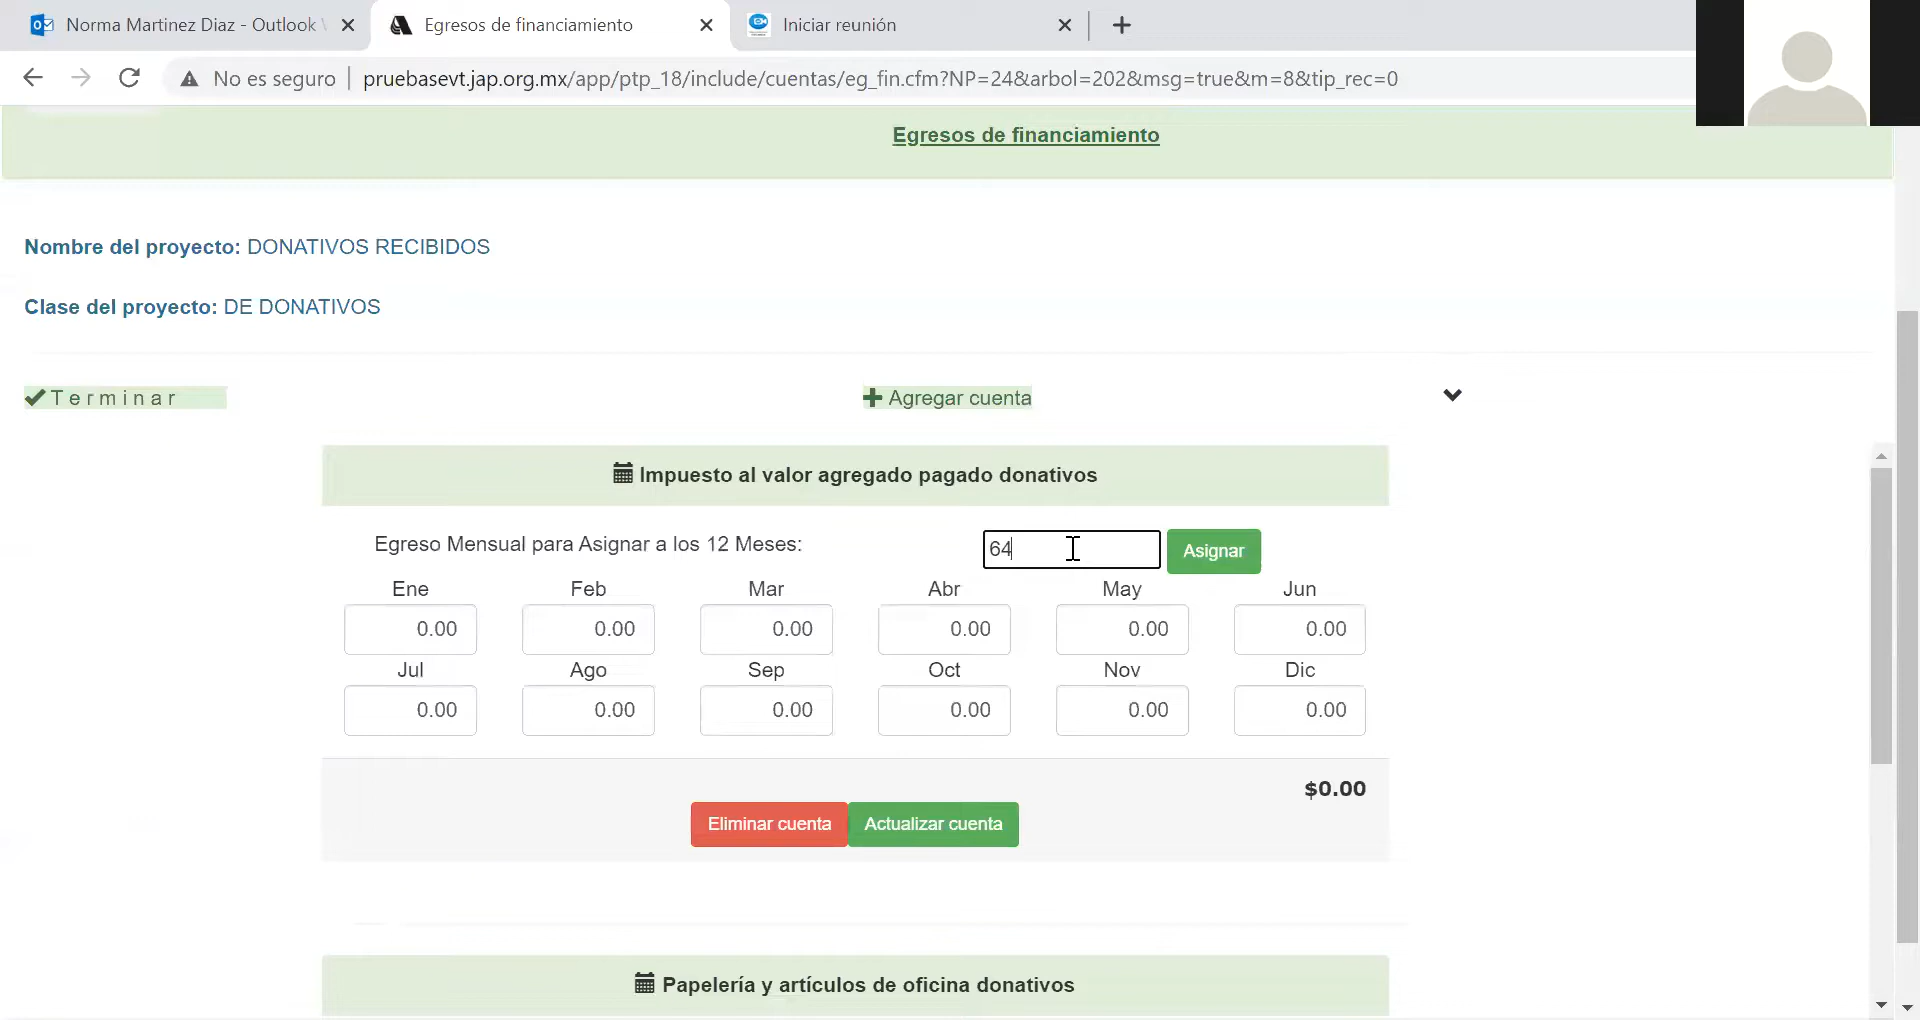 Norma Martinez Diaz - Outlook
Egresos de financiamiento
Iniciar reunión
No es seguro
pruebasevt.jap.org.mx/app/ptp_18/include/cuentas/eg_fin.cfm?NP=24&arbol=202&msg=true&m=8&tip_rec=0
Egresos de financiamiento
Nombre del proyecto: DONATIVOS RECIBIDOS
Clase del proyecto: DE DONATIVOS
Terminar
Agregar cuenta
Impuesto al valor agregado pagado donativos
Egreso Mensual para Asignar a los 12 Meses: 64 Asignar
Ene Feb Mar Abr May Jun
0.00 0.00 0.00 0.00 0.00 0.00
Jul Ago Sep Oct Nov Dic
0.00 0.00 0.00 0.00 0.00 0.00
$0.00
Eliminar cuenta Actualizar cuenta
Papelería y artículos de oficina donativos